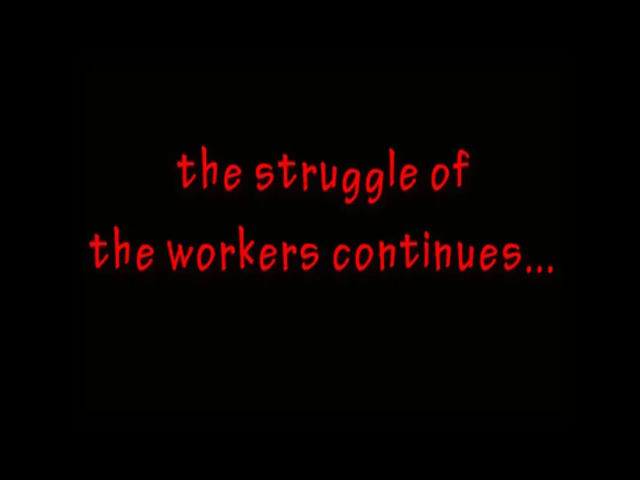 the struggle of
the workers continues...